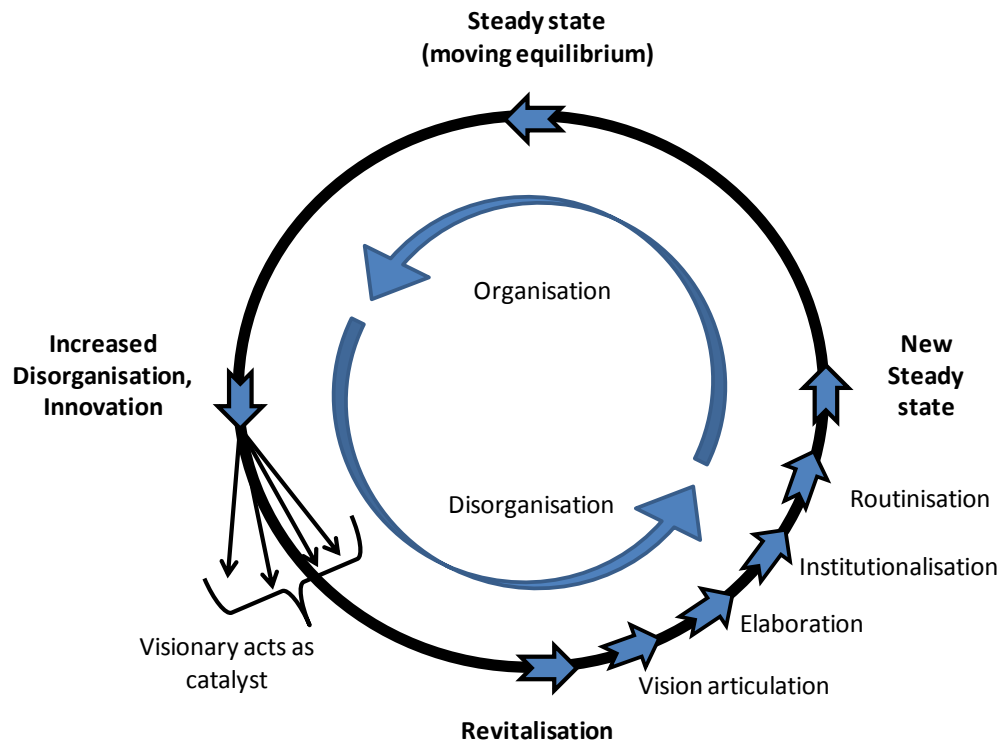 Steady state
(moving equilibrium)
Organisation
Increased
Disorganisation,
Innovation
New
Steady
state
Disorganisation
Routinisation
Institutionalisation
Elaboration
Visionary acts as
catalyst
Vision articulation
Revitalisation